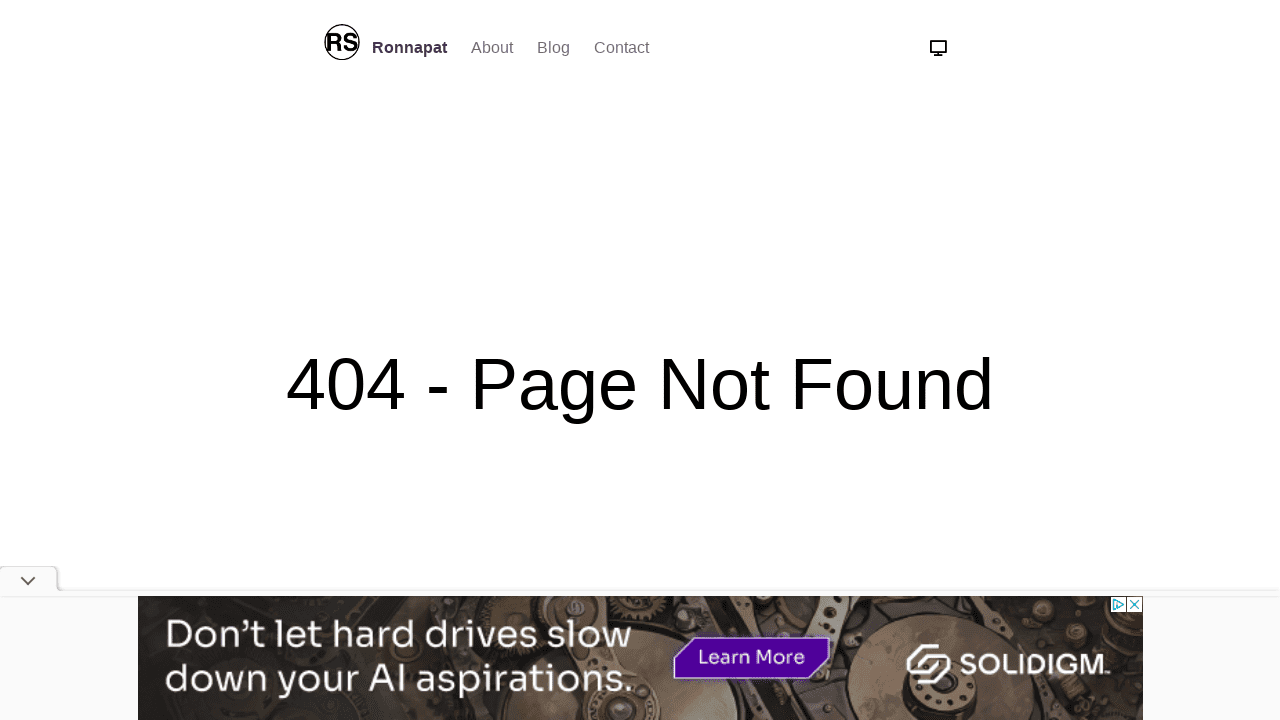 RS Ronnapat About Blog Contact
404 - Page Not Found
Don't let hard drives slow
down your AI aspirations.
Learn More
SOLIDIGM